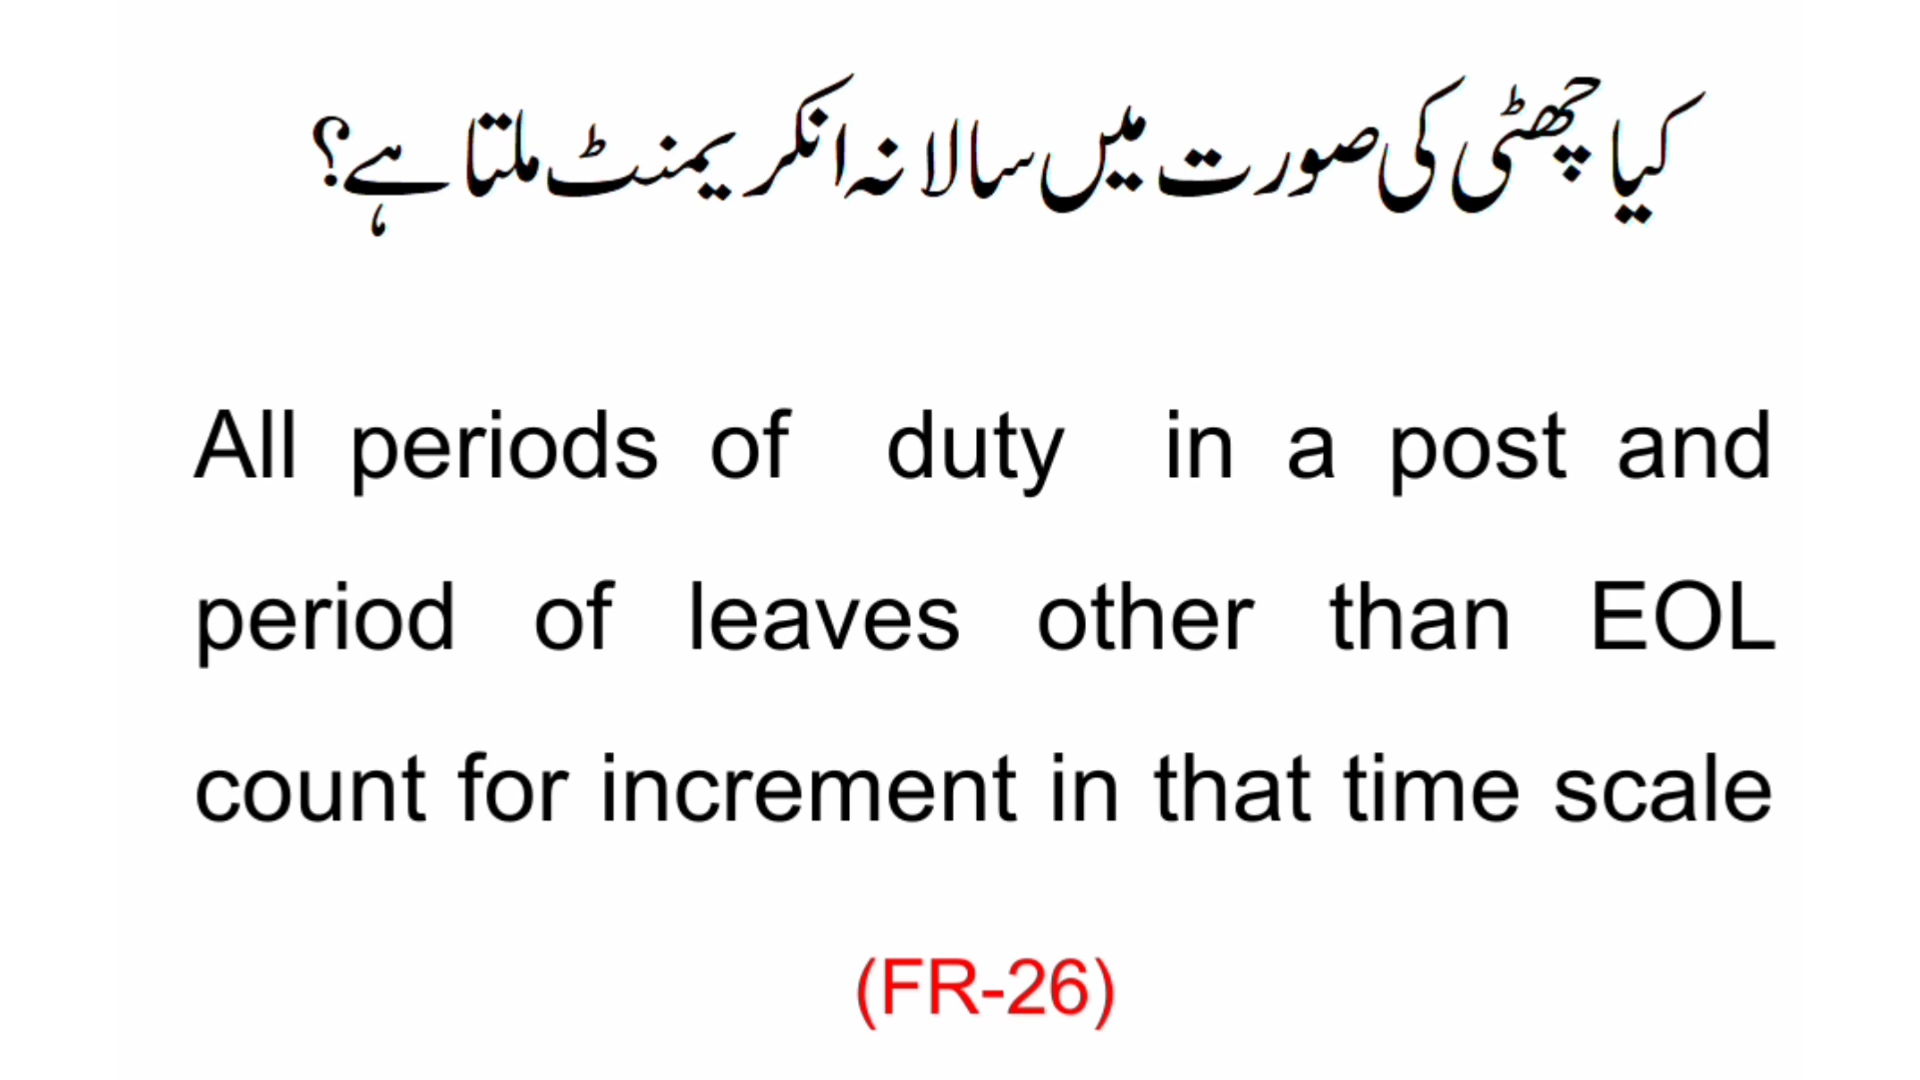 کیا چھٹی کی صورت میں سالانہ انکریمنٹ ملتا ہے؟
All periods of duty in a post and
period of leaves other than EOL
count for increment in that time scale
(FR-26)